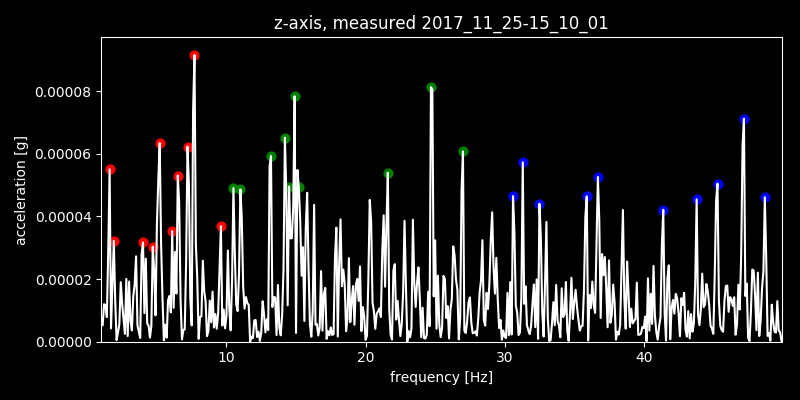 z-axis, measured 2017_11_25-15_10_01
acceleration [g]
0.00008
0.00006
0.00004
0.00002
0.00000
10 20 30 40
frequency [Hz]